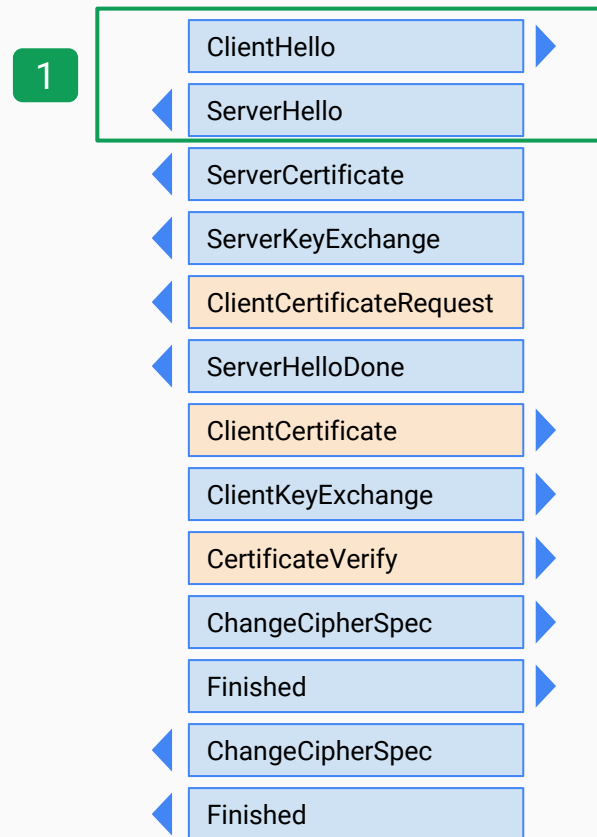 1
ClientHello
ServerHello
ServerCertificate
ServerKeyExchange
ClientCertificateRequest
ServerHelloDone
ClientCertificate
ClientKeyExchange
CertificateVerify
ChangeCipherSpec
Finished
ChangeCipherSpec
Finished